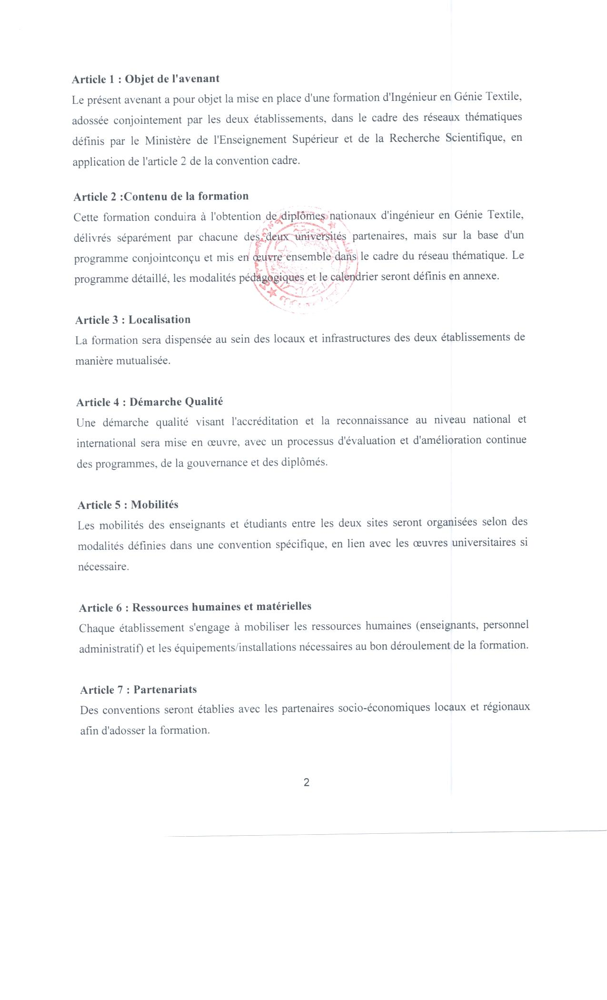 Article 1 : Objet de l'avenant
Le présent avenant a pour objet la mise en place d'une formation d'Ingénieur en Génie Textile,
adossée conjointement par les deux établissements, dans le cadre des réseaux thématiques
définis par le Ministère de l'Enseignement Supérieur et de la Recherche Scientifique, en
application de l'article 2 de la convention cadre.
Article 2 :Contenu de la formation
Cette formation conduira à l'obtention de diplômes nationaux d'ingénieur en Génie Textile,
délivrés séparément par chacune des deux universités partenaires, mais sur la base d'un
programme conjointconçu et mis en œuvre ensemble dans le cadre du réseau thématique. Le
programme détaillé, les modalités pédagogiques et le calendrier seront définis en annexe.
Article 3 : Localisation
La formation sera dispensée au sein des locaux et infrastructures des deux établissements de
manière mutualisée.
Article 4 : Démarche Qualité
Une démarche qualité visant l'accréditation et la reconnaissance au niveau national et
international sera mise en œuvre, avec un processus d'évaluation et d'amélioration continue
des programmes, de la gouvernance et des diplômés.
Article 5 : Mobilités
Les mobilités des enseignants et étudiants entre les deux sites seront organisées selon des
modalités définies dans une convention spécifique, en lien avec les œuvres universitaires si
nécessaire.
Article 6 : Ressources humaines et matérielles
Chaque établissement s'engage à mobiliser les ressources humaines (enseignants, personnel
administratif) et les équipements/installations nécessaires au bon déroulement de la formation.
Article 7 : Partenariats
Des conventions seront établies avec les partenaires socio-économiques locaux et régionaux
afin d'adosser la formation.
2